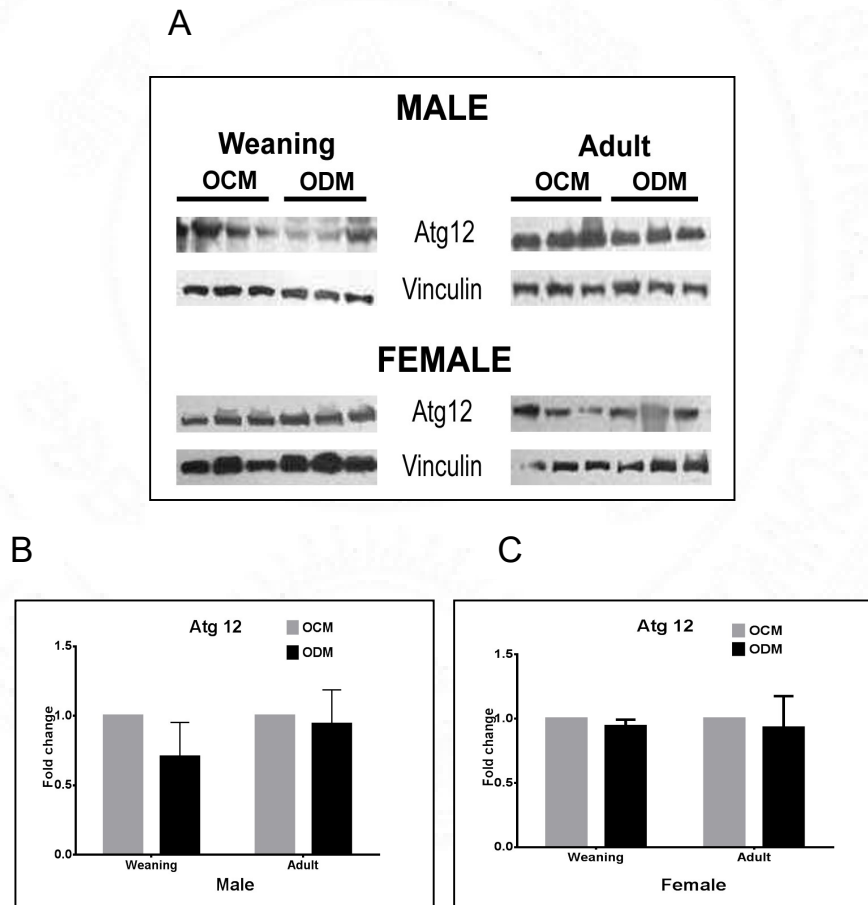 A
MALE
Weaning Adult
OCM ODM OCM ODM
Atg12
Vinculin
FEMALE
Atg12
Vinculin
B
Atg 12
OCM
ODM
Fold change
1.5
1.0
0.5
0.0
Weaning Adult
Male
C
Atg 12
OCM
ODM
Fold change
1.5
1.0
0.5
0.0
Weaning Adult
Female